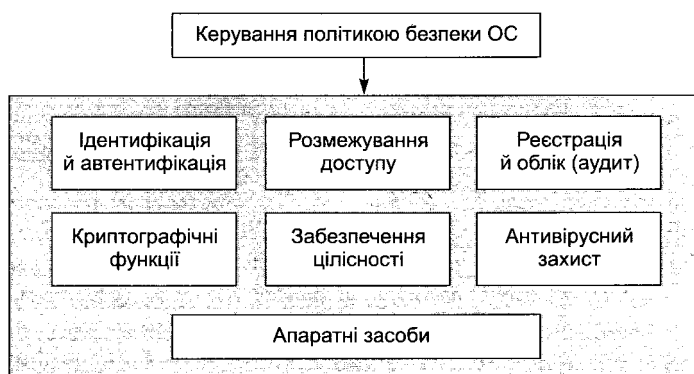 Керування політикою безпеки ОС
Ідентифікація
й автентифікація
Розмежування
доступу
Реєстрація
й облік (аудит)
Криптографічні
функції
Забезпечення
цілісності
Антивірусний
захист
Апаратні засоби